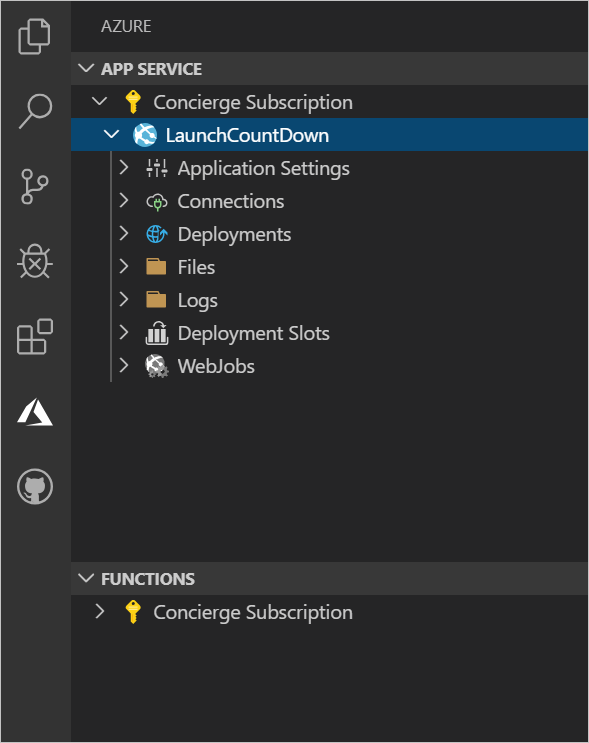 AZURE
APP SERVICE
Concierge Subscription
LaunchCountDown
Application Settings
Connections
Deployments
Files
Logs
Deployment Slots
WebJobs
FUNCTIONS
Concierge Subscription